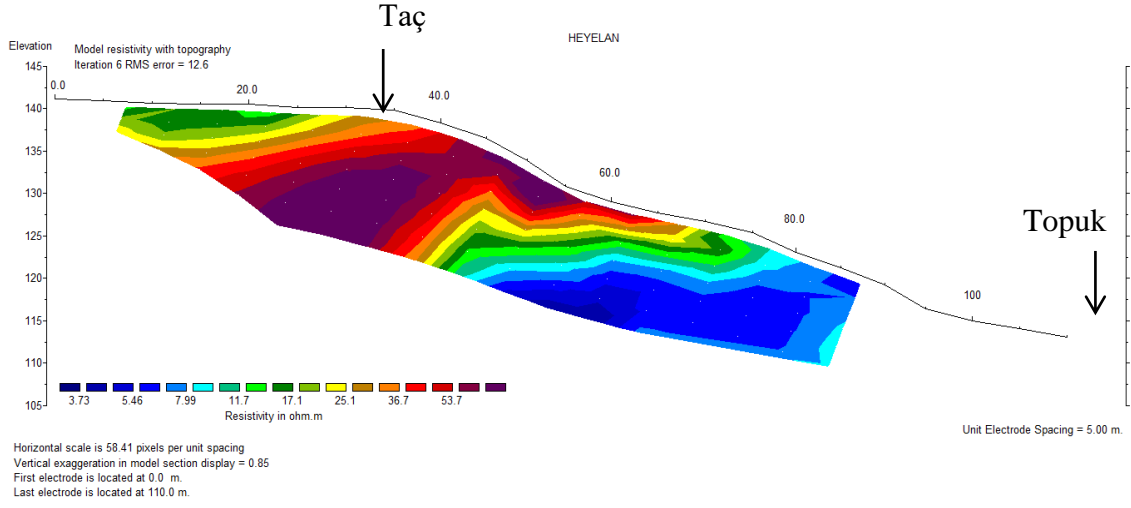 Taç
HEYELAN
Elevation
Model resistivity with topography
Iteration 6 RMS error = 12.6
145
0.0
20.0
140
40.0
135
130
60.0
125
80.0
Topuk
120
100
115
110
105
3.73 5.46 7.99 11.7 17.1 25.1 36.7 53.7
Resistivity in ohm.m
Unit Electrode Spacing = 5.00 m.
Horizontal scale is 58.41 pixels per unit spacing
Vertical exaggeration in model section display = 0.85
First electrode is located at 0.0 m.
Last electrode is located at 110.0 m.